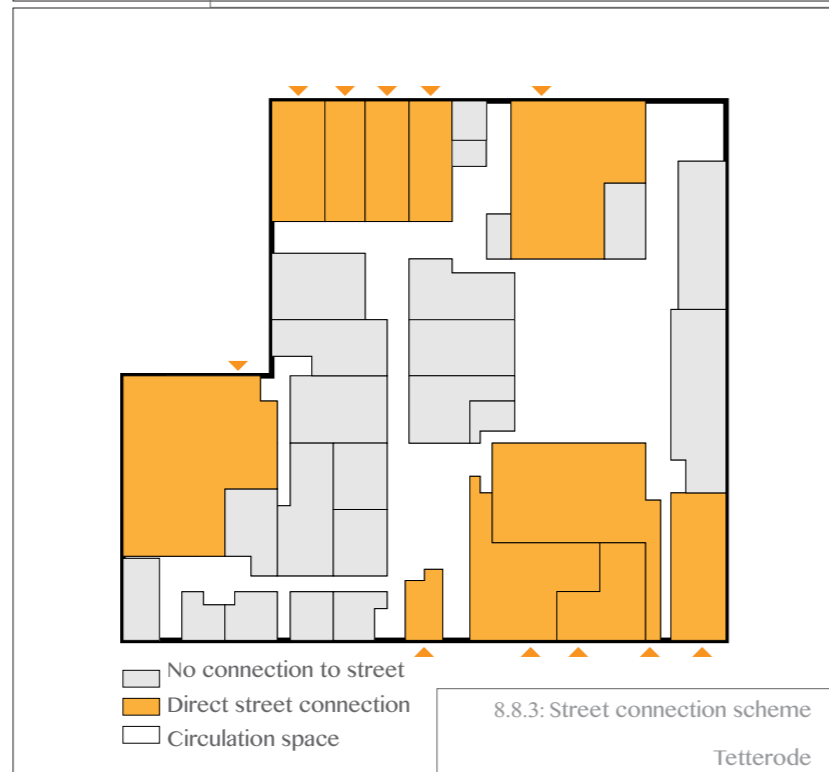 No connection to street
Direct street connection
Circulation space
8.8.3: Street connection scheme
Tetterode